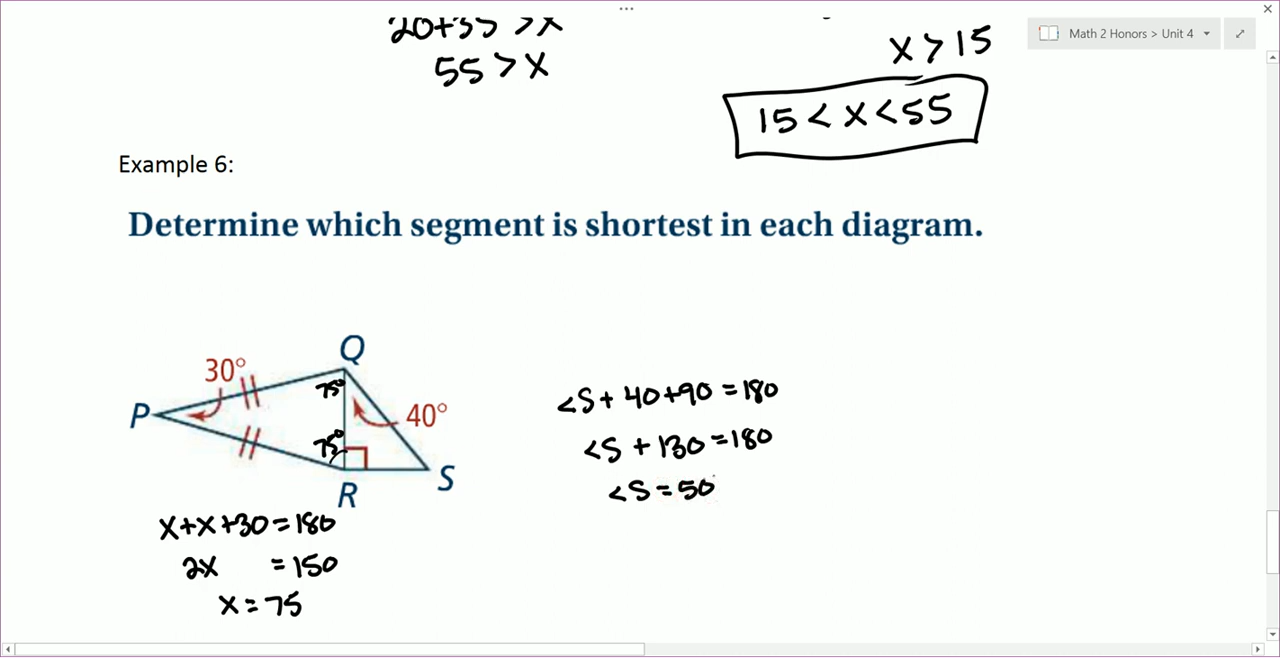 Math 2 Honors > Unit 4
20+35 > x
55 > x
x > 15
15 < x < 55
Example 6:
Determine which segment is shortest in each diagram.
Q
30°
75°
P
40°
75°
S
R
<S + 40+90 = 180
<S + 130 = 180
<S = 50
x+x+30 = 180
2x = 150
x = 75